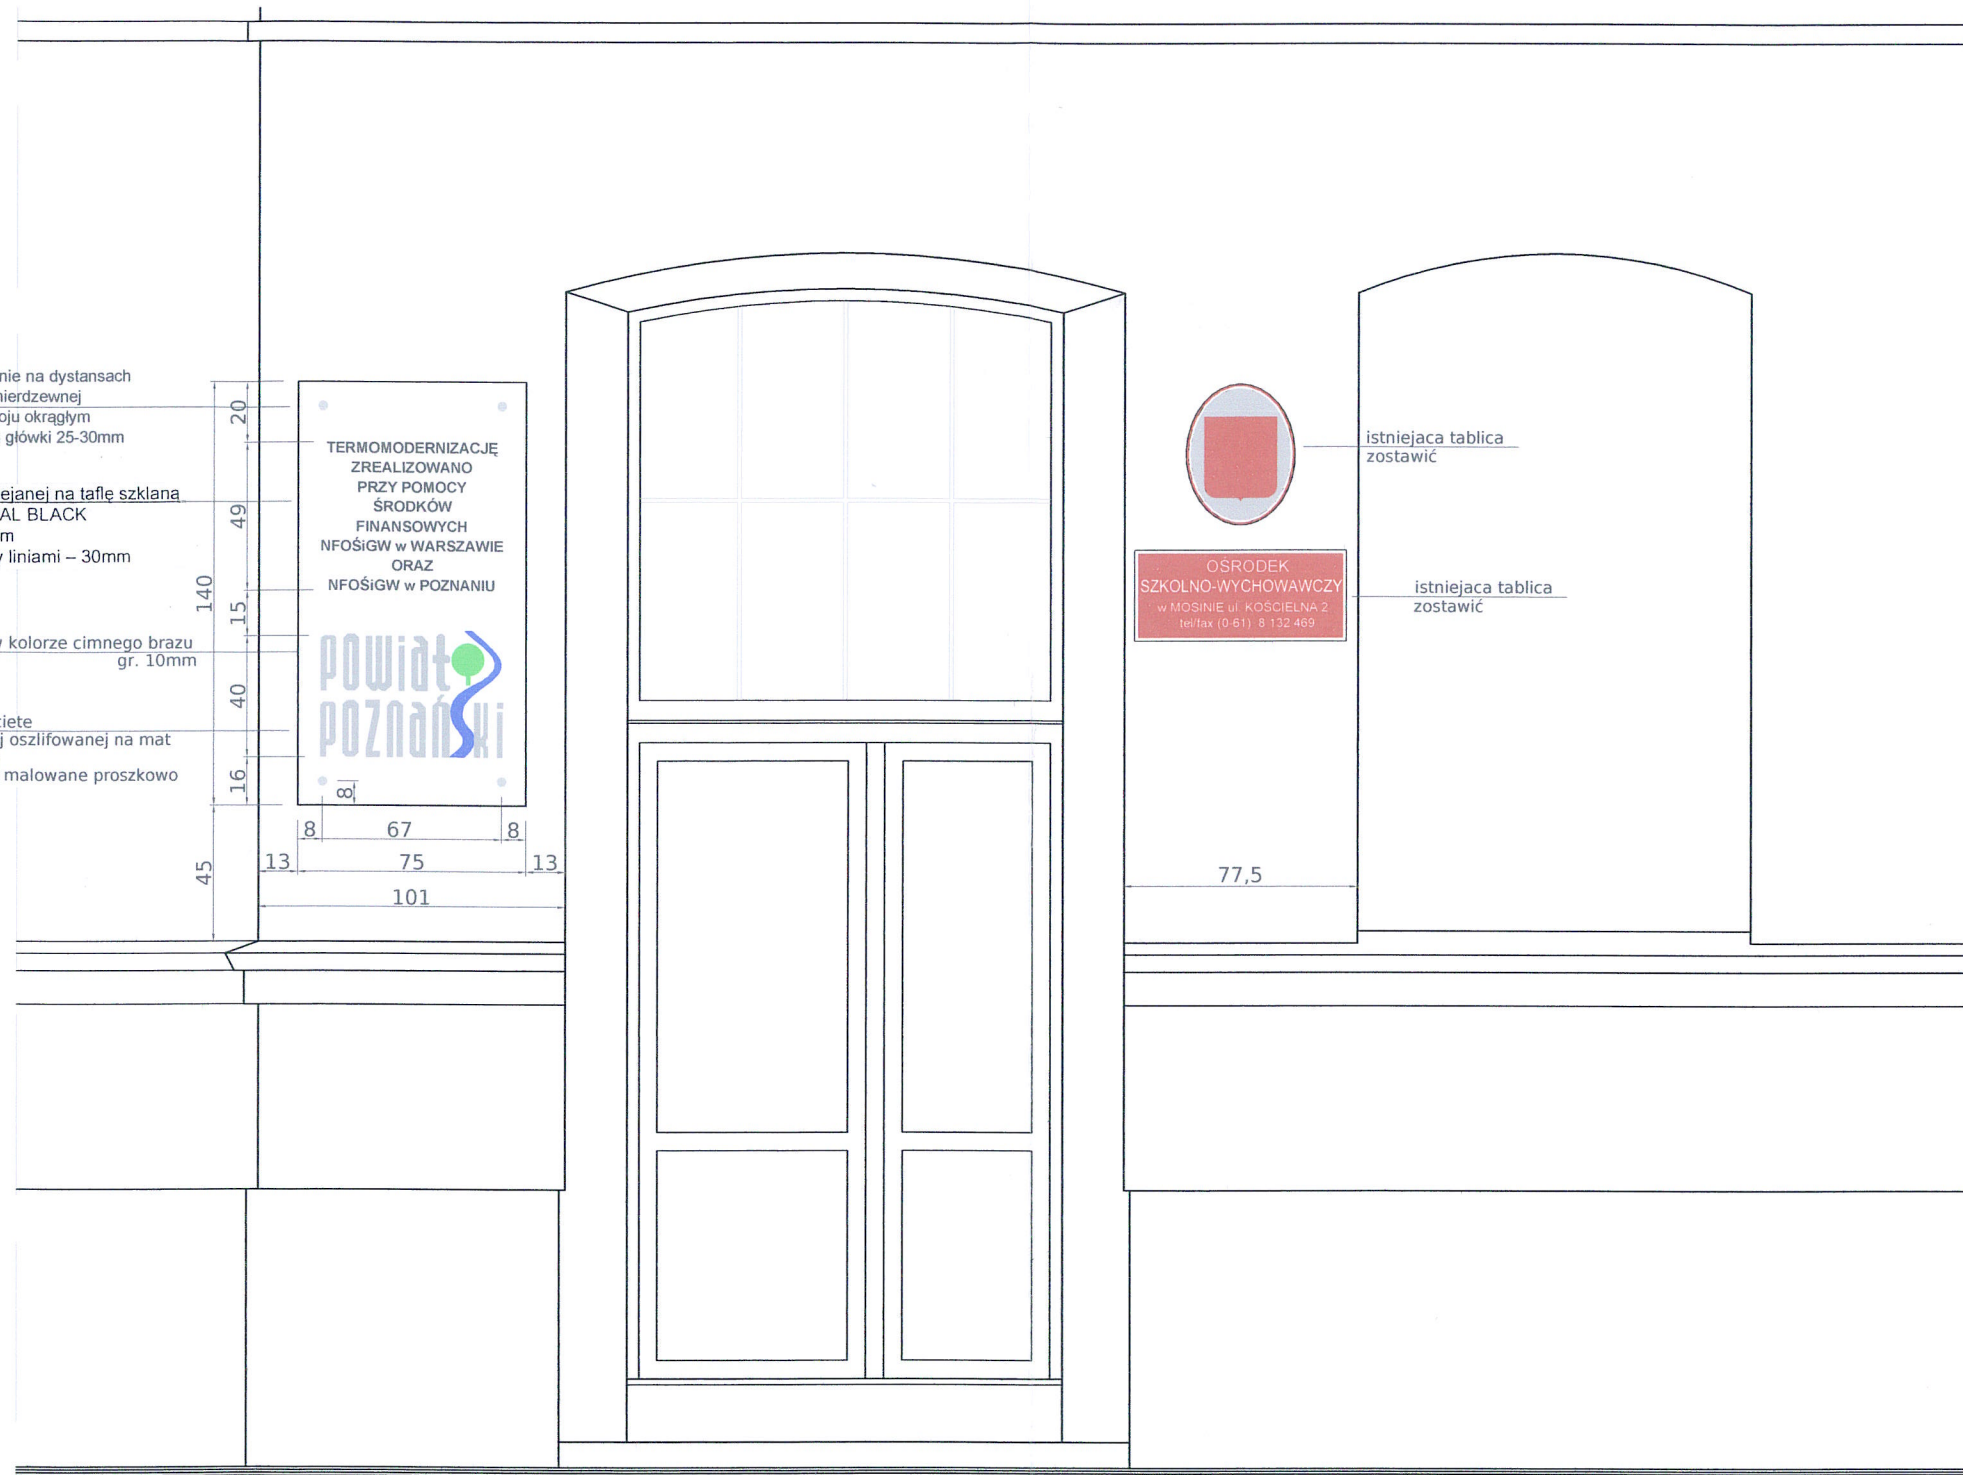 nie na dystansach
nierdzewnej
oju okrągłym
główki 25-30mm
ejanej na taflę szklana
AL BLACK
m
liniami – 30mm
kolorze cimnego brazu
gr. 10mm
iete
j oszlifowanej na mat
malowane proszkowo
20
49
140
15
40
16
45
TERMOMODERNIZACJĘ
ZREALIZOWANO
PRZY POMOCY
ŚRODKÓW
FINANSOWYCH
NFOŚiGW w WARSZAWIE
ORAZ
NFOŚiGW w POZNANIU
powiat
poznański
8
8 67 8
13 75 13
101
istniejaca tablica
zostawić
OŚRODEK
SZKOLNO-WYCHOWAWCZY
w MOSINIE ul. KOŚCIELNA 2
tel/fax (0-61) 8 132 469
istniejaca tablica
zostawić
77,5